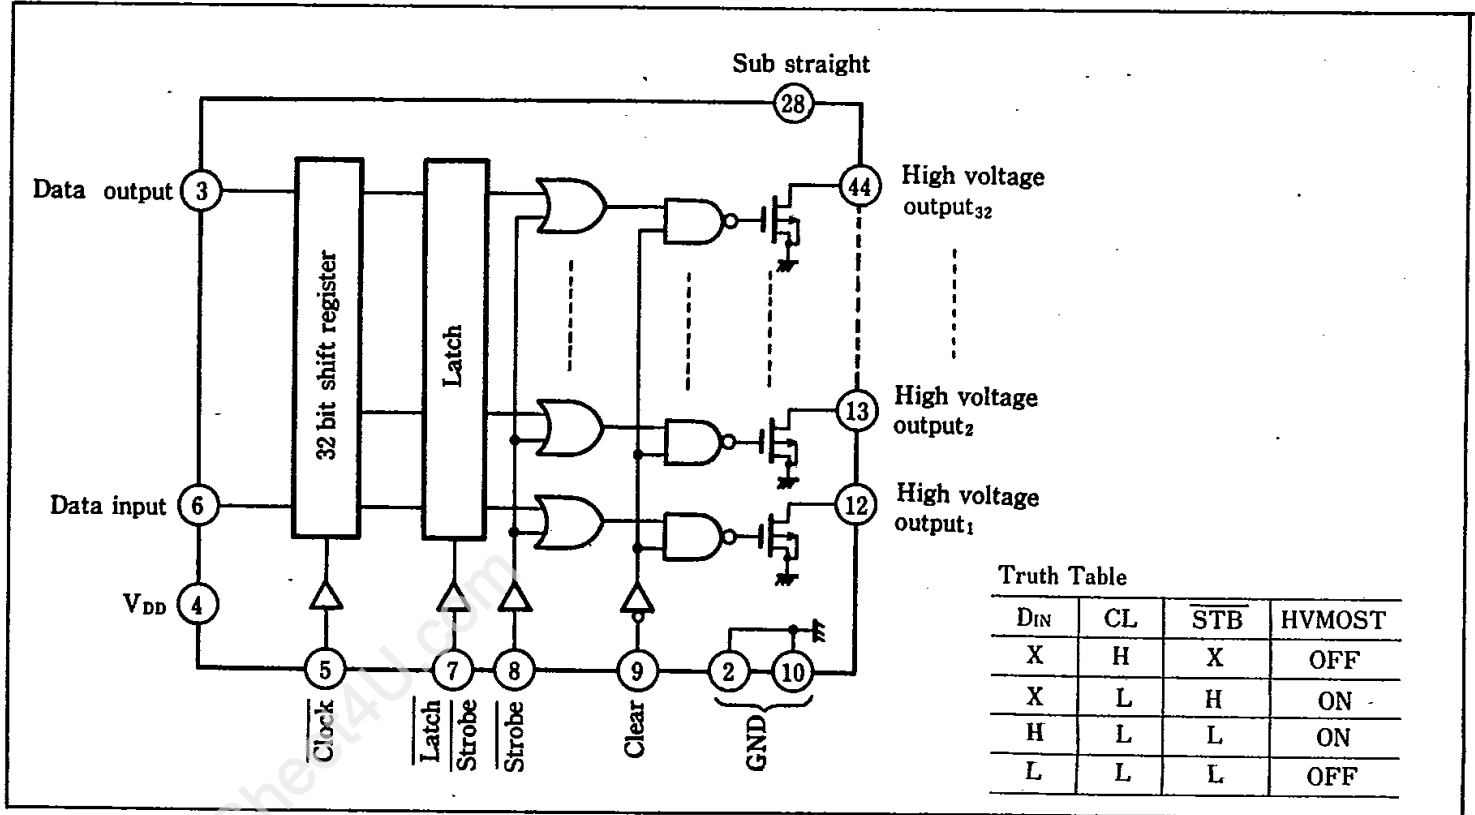 Sub straight
28
Data output 3
44 High voltage
output32
32 bit shift register
Latch
13 High voltage
output2
Data input 6
12 High voltage
output1
VDD 4
5
7
8
9
2
10
Clock
Latch
Strobe
Strobe
Clear
GND
Truth Table
DIN CL STB HVMOST
X H X OFF
X L H ON
H L L ON
L L L OFF
heet4U.com